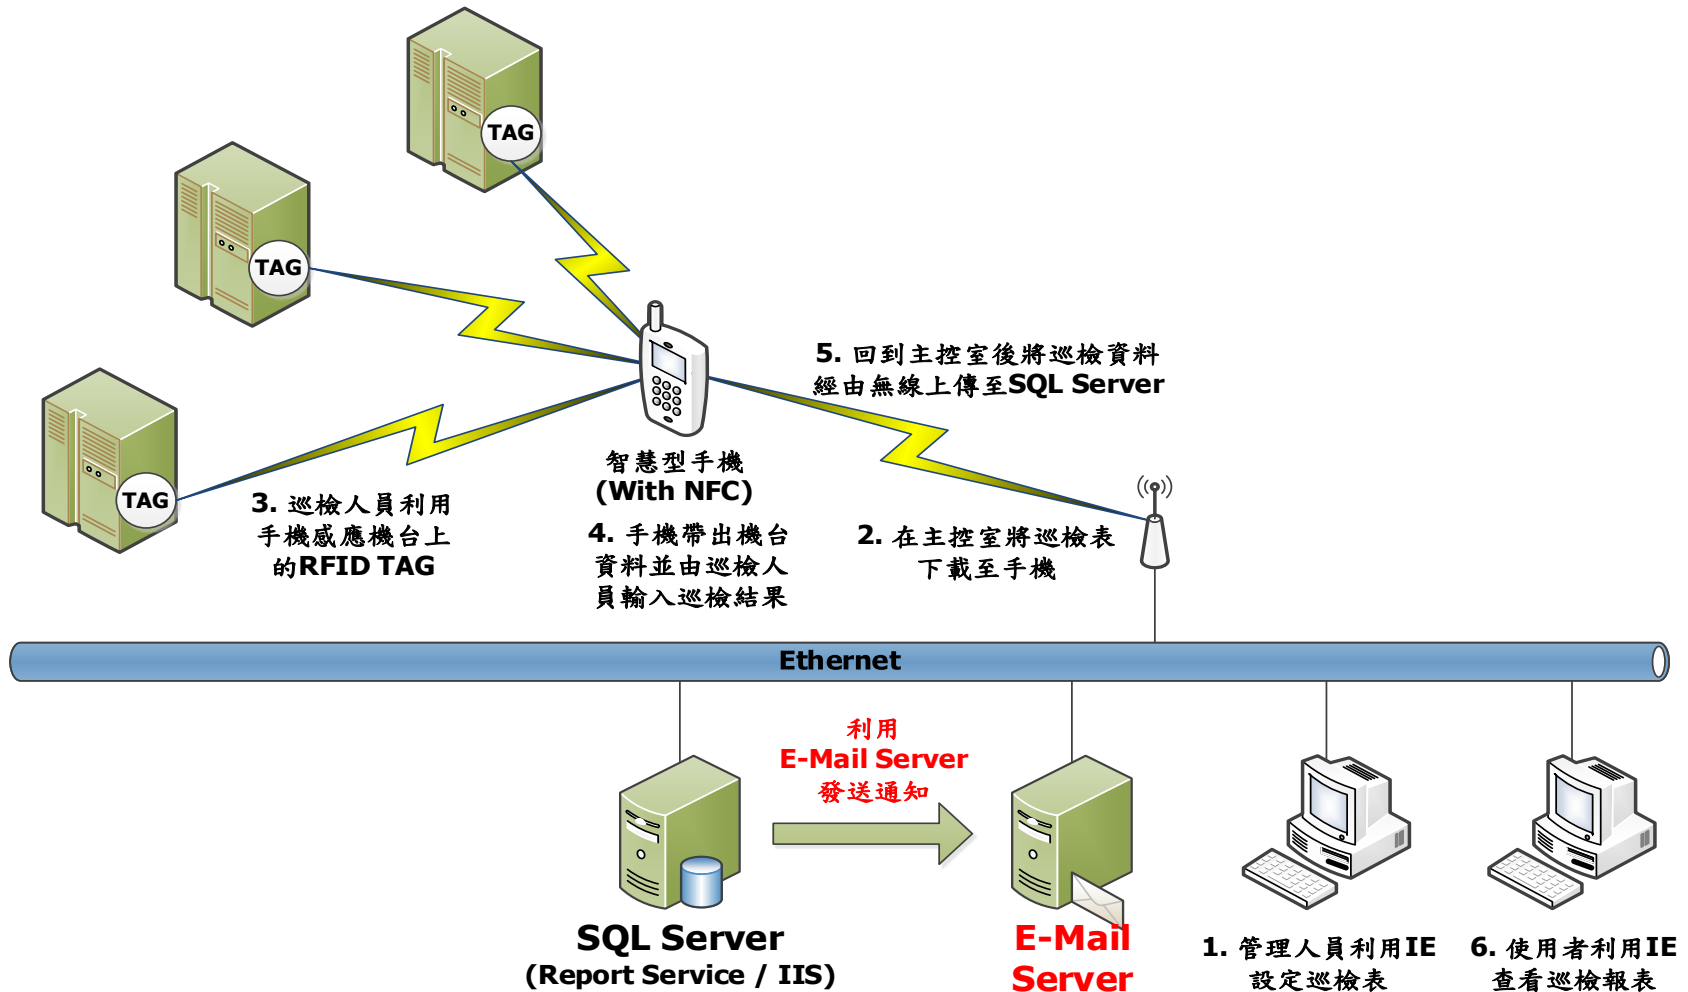 TAG
TAG
TAG
5. 回到主控室後將巡檢資料
經由無線上傳至SQL Server
智慧型手機
(With NFC)
3. 巡檢人員利用
手機感應機台上
的RFID TAG
4. 手機帶出機台
資料並由巡檢人
員輸入巡檢結果
2. 在主控室將巡檢表
下載至手機
Ethernet
利用
E-Mail Server
發送通知
SQL Server
(Report Service / IIS)
E-Mail
Server
1. 管理人員利用IE
設定巡檢表
6. 使用者利用IE
查看巡檢報表